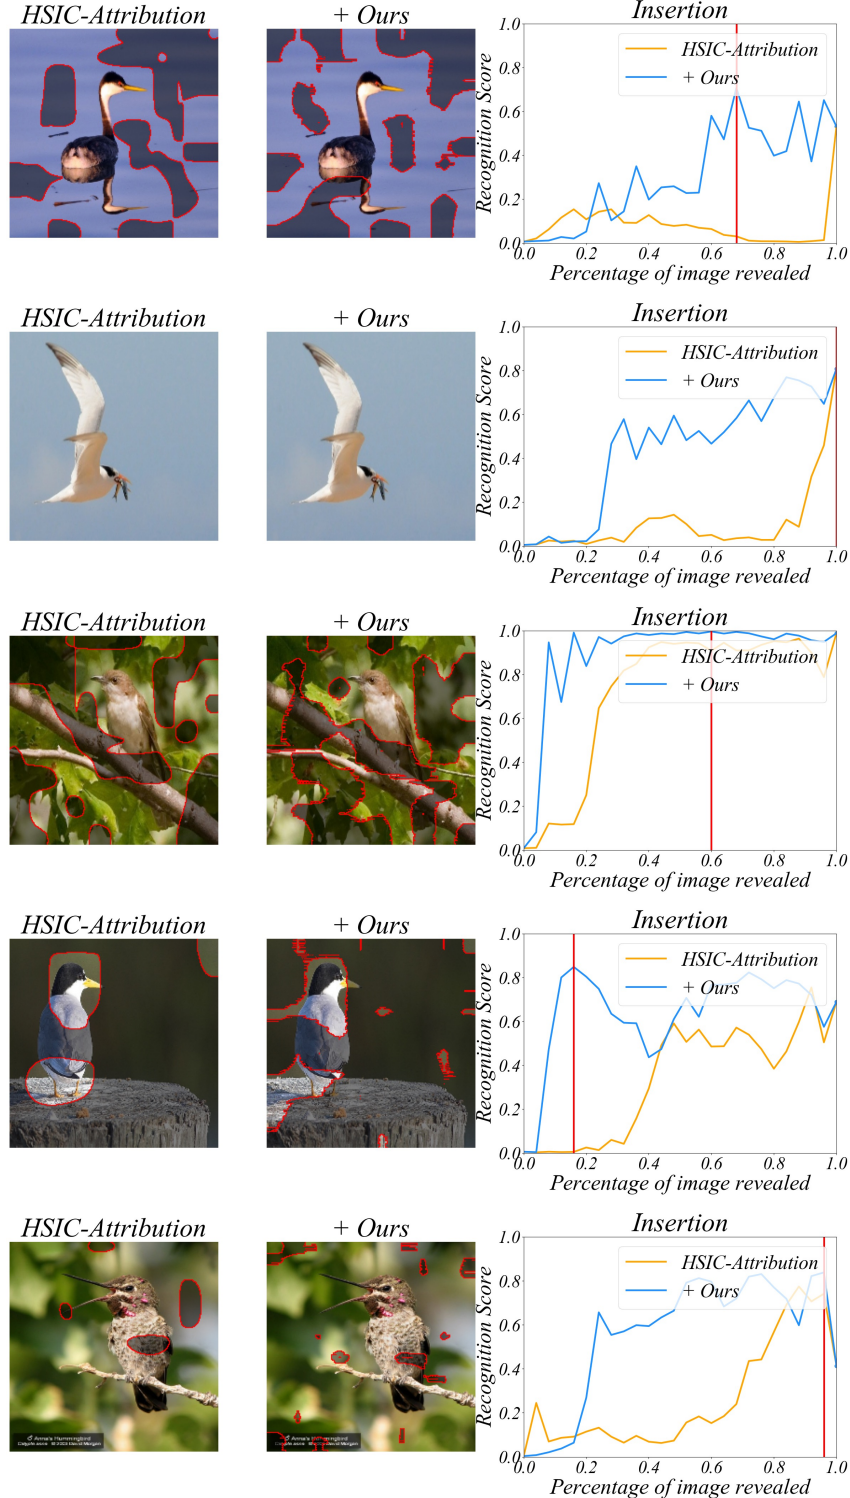 HSIC-Attribution
+ Ours
Insertion
Recognition Score
1.0
0.8
0.6
0.4
0.2
0.0
HSIC-Attribution
+ Ours
0.0 0.2 0.4 0.6 0.8 1.0
Percentage of image revealed
HSIC-Attribution
+ Ours
Insertion
Recognition Score
1.0
0.8
0.6
0.4
0.2
0.0
HSIC-Attribution
+ Ours
0.0 0.2 0.4 0.6 0.8 1.0
Percentage of image revealed
HSIC-Attribution
+ Ours
Insertion
Recognition Score
1.0
0.8
0.6
0.4
0.2
0.0
HSIC-Attribution
+ Ours
0.0 0.2 0.4 0.6 0.8 1.0
Percentage of image revealed
HSIC-Attribution
+ Ours
Insertion
Recognition Score
1.0
0.8
0.6
0.4
0.2
0.0
HSIC-Attribution
+ Ours
0.0 0.2 0.4 0.6 0.8 1.0
Percentage of image revealed
HSIC-Attribution
+ Ours
Insertion
Recognition Score
1.0
0.8
0.6
0.4
0.2
0.0
HSIC-Attribution
+ Ours
0.0 0.2 0.4 0.6 0.8 1.0
Percentage of image revealed
♂ Anna's Hummingbird